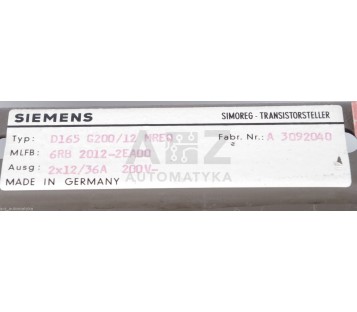 SIEMENS
SIMOREG - TRANSISTORSTELLER
Typ: D165 G200/12 MREQ Fabr. Nr.: A 3092040
MLFB: 6RB 2012-2EA00
Ausg: 2x12/36A 200V-
MADE IN GERMANY
AUTOMATYKA